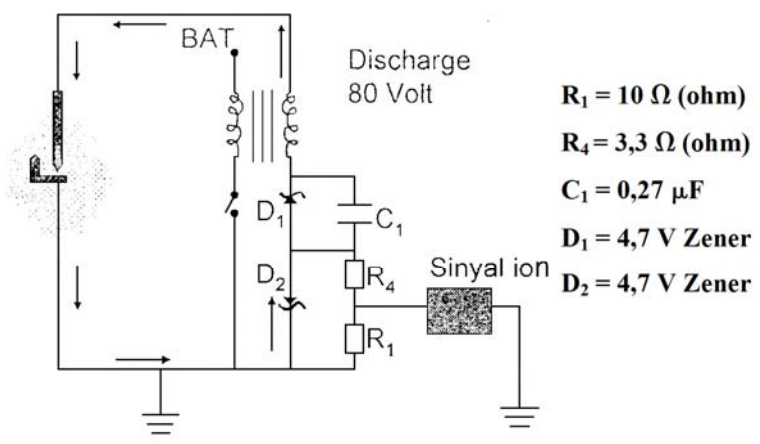 BAT
Discharge
80 Volt
D₁
C₁
D₂
R₄
R₁
Sinyal ion
R₁ = 10 Ω (ohm)
R₄ = 3,3 Ω (ohm)
C₁ = 0,27 μF
D₁ = 4,7 V Zener
D₂ = 4,7 V Zener